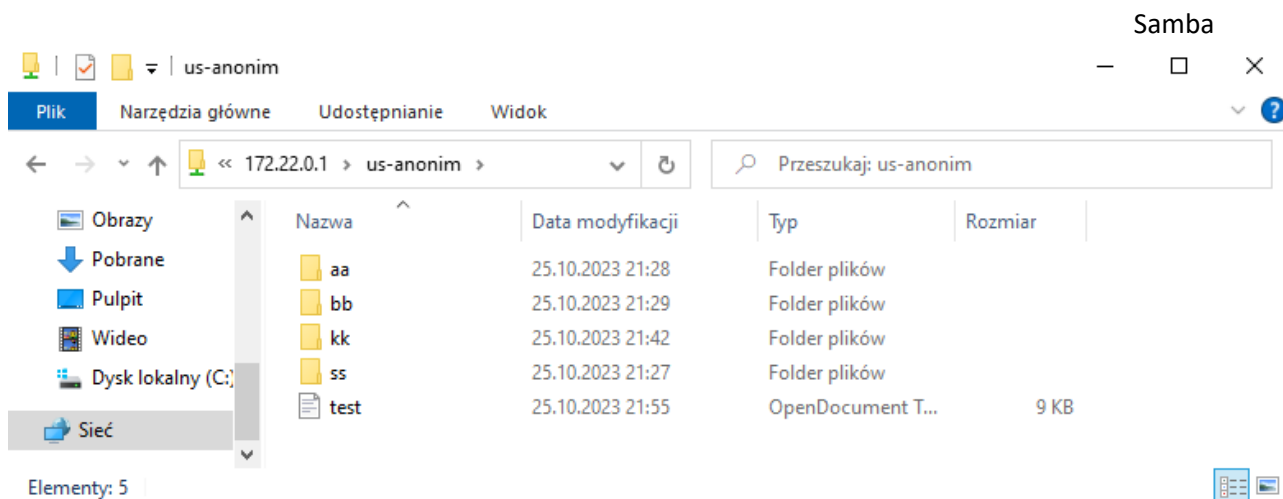 Samba
us-anonim
Plik Narzędzia główne Udostępnianie Widok
« 172.22.0.1 > us-anonim > Przeszukaj: us-anonim
Obrazy
Pobrane
Pulpit
Wideo
Dysk lokalny (C:)
Sieć
Nazwa Data modyfikacji Typ Rozmiar
aa 25.10.2023 21:28 Folder plików
bb 25.10.2023 21:29 Folder plików
kk 25.10.2023 21:42 Folder plików
ss 25.10.2023 21:27 Folder plików
test 25.10.2023 21:55 OpenDocument T... 9 KB
Elementy: 5